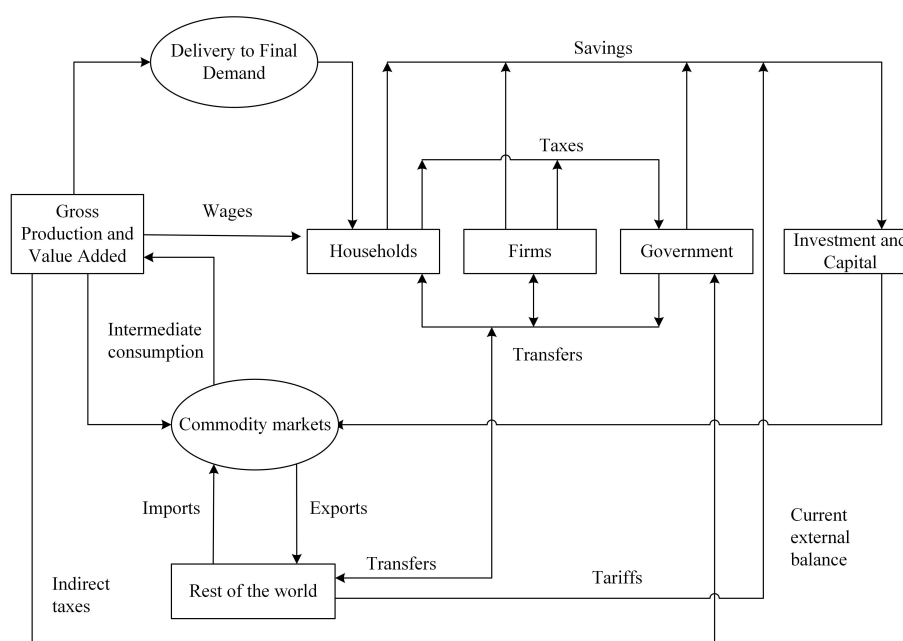 Delivery to Final
Demand
Savings
Taxes
Gross
Production and
Value Added
Wages
Households
Firms
Government
Investment and
Capital
Intermediate
consumption
Transfers
Commodity markets
Imports
Exports
Current
external
balance
Transfers
Tariffs
Rest of the world
Indirect
taxes